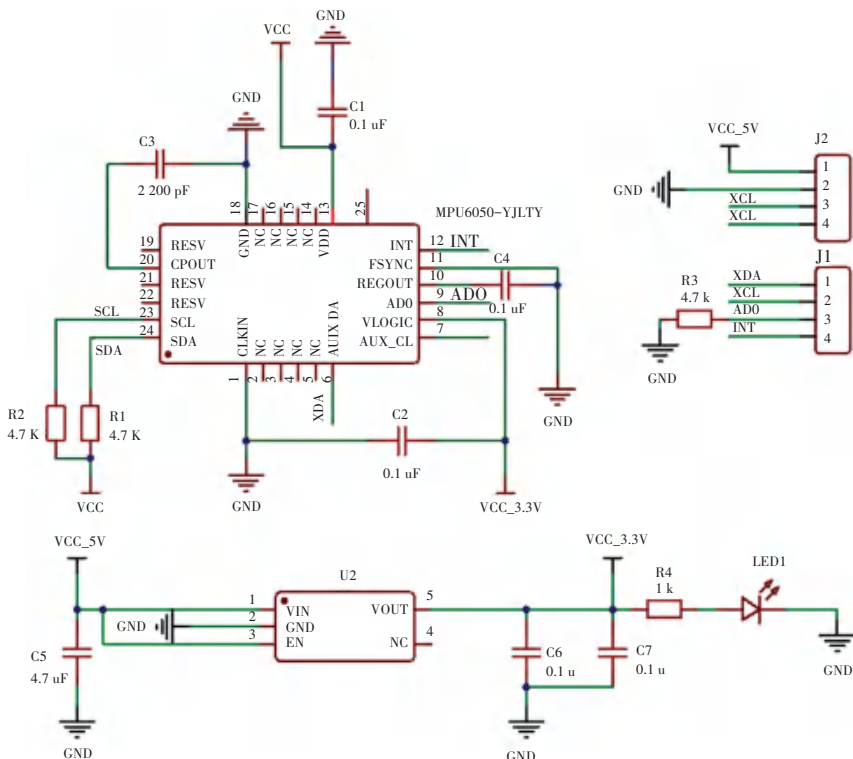 GND
VCC
C1
0.1 uF
GND
C3
2 200 pF
18
17
16
15
14
13
25
GND
NC
NC
NC
NC
VDD
MPU6050-YJLTY
19
20
21
22
23
24
RESV
CPOUT
RESV
RESV
SCL
SDA
INT
FSYNC
REGOUT
AD0
VLOGIC
AUX_CL
12
11
10
9
8
7
INT
C4
0.1 uF
ADO
SCL
SDA
CLKIN
NC
NC
NC
NC
AUIX DA
1
2
3
4
5
6
XDA
R2
4.7 K
R1
4.7 K
VCC
C2
0.1 uF
GND
VCC_3.3V
GND
VCC_5V
J2
GND
XCL
XCL
1
2
3
4
J1
R3
4.7 k
XDA
XCL
AD0
INT
1
2
3
4
GND
VCC_5V
U2
1
2
3
VIN
GND
EN
VOUT
NC
5
4
GND
C5
4.7 uF
GND
VCC_3.3V
R4
1 k
LED1
C6
0.1 u
C7
0.1 u
GND
GND